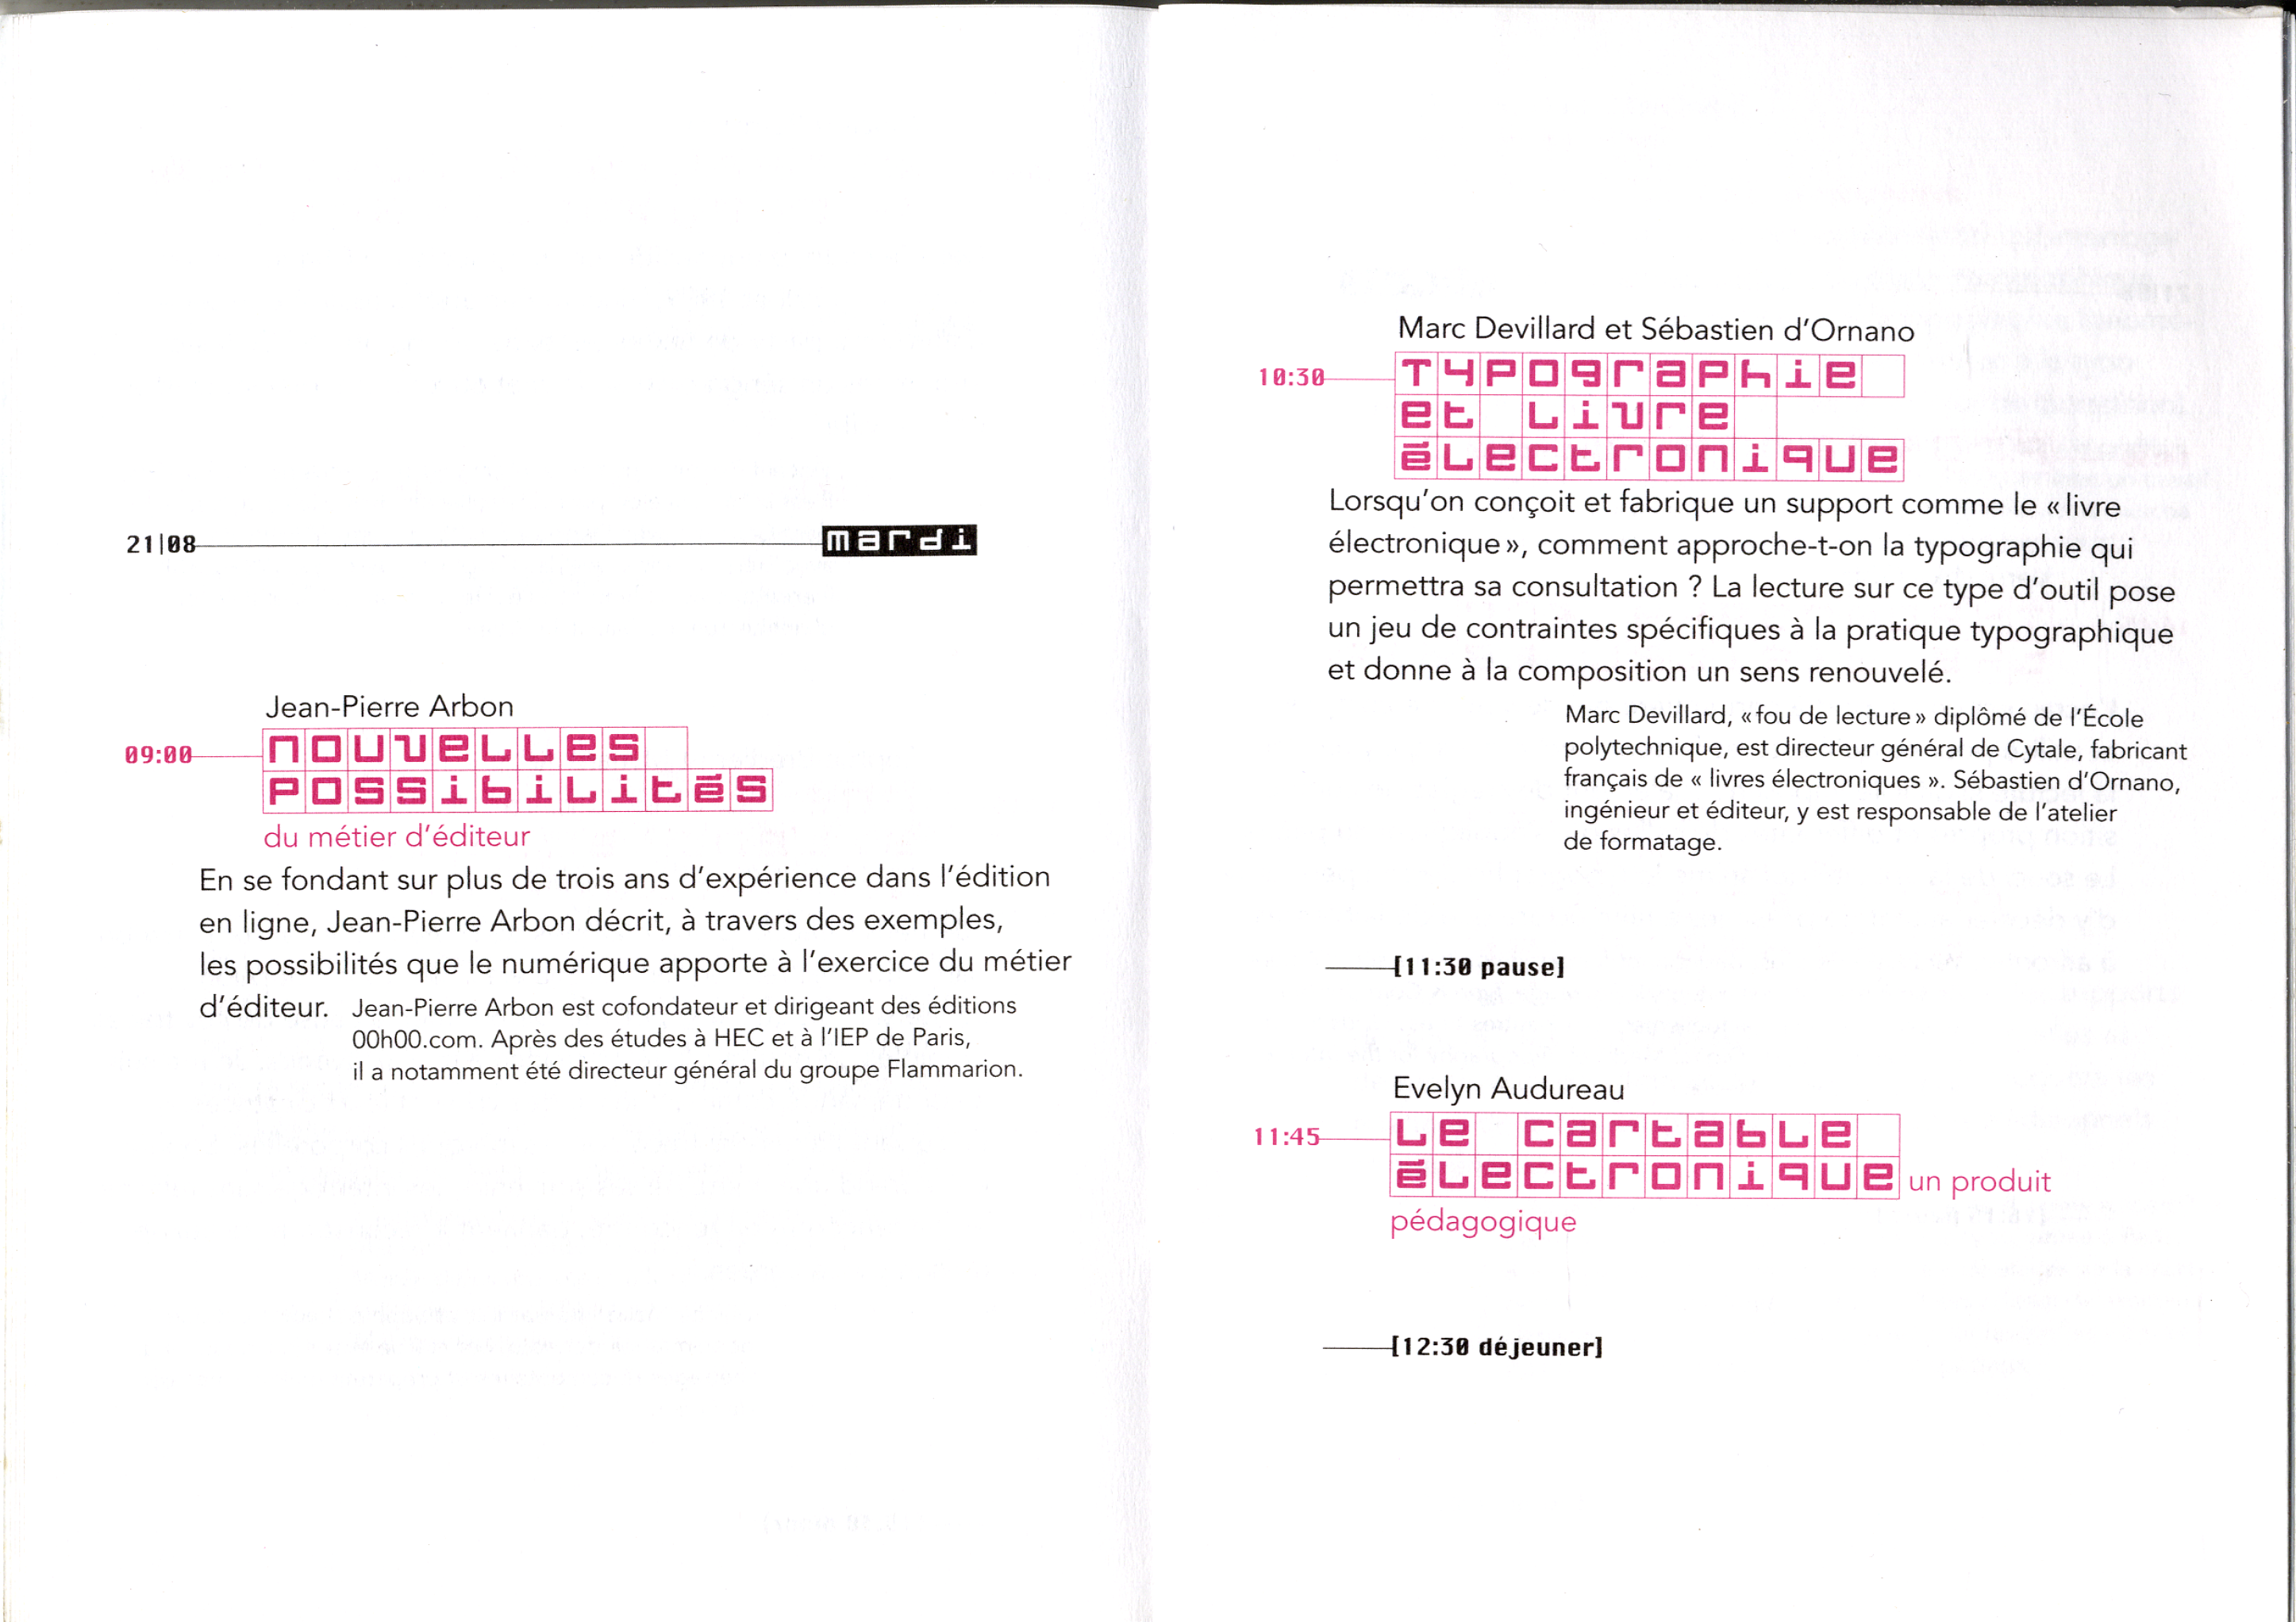 21|08 mardi
Jean-Pierre Arbon
09:00 nouvelles
possibilités
du métier d'éditeur
En se fondant sur plus de trois ans d'expérience dans l'édition
en ligne, Jean-Pierre Arbon décrit, à travers des exemples,
les possibilités que le numérique apporte à l'exercice du métier
d'éditeur. Jean-Pierre Arbon est cofondateur et dirigeant des éditions
00h00.com. Après des études à HEC et à l'IEP de Paris,
il a notamment été directeur général du groupe Flammarion.
Marc Devillard et Sébastien d'Ornano
10:30 Typographie
et livre
électronique
Lorsqu'on conçoit et fabrique un support comme le « livre
électronique », comment approche-t-on la typographie qui
permettra sa consultation ? La lecture sur ce type d'outil pose
un jeu de contraintes spécifiques à la pratique typographique
et donne à la composition un sens renouvelé.
Marc Devillard, « fou de lecture » diplômé de l'École
polytechnique, est directeur général de Cytale, fabricant
français de « livres électroniques ». Sébastien d'Ornano,
ingénieur et éditeur, y est responsable de l'atelier
de formatage.
[11:30 pause]
Evelyn Audureau
11:45 Le cartable
électronique un produit
pédagogique
[12:30 déjeuner]